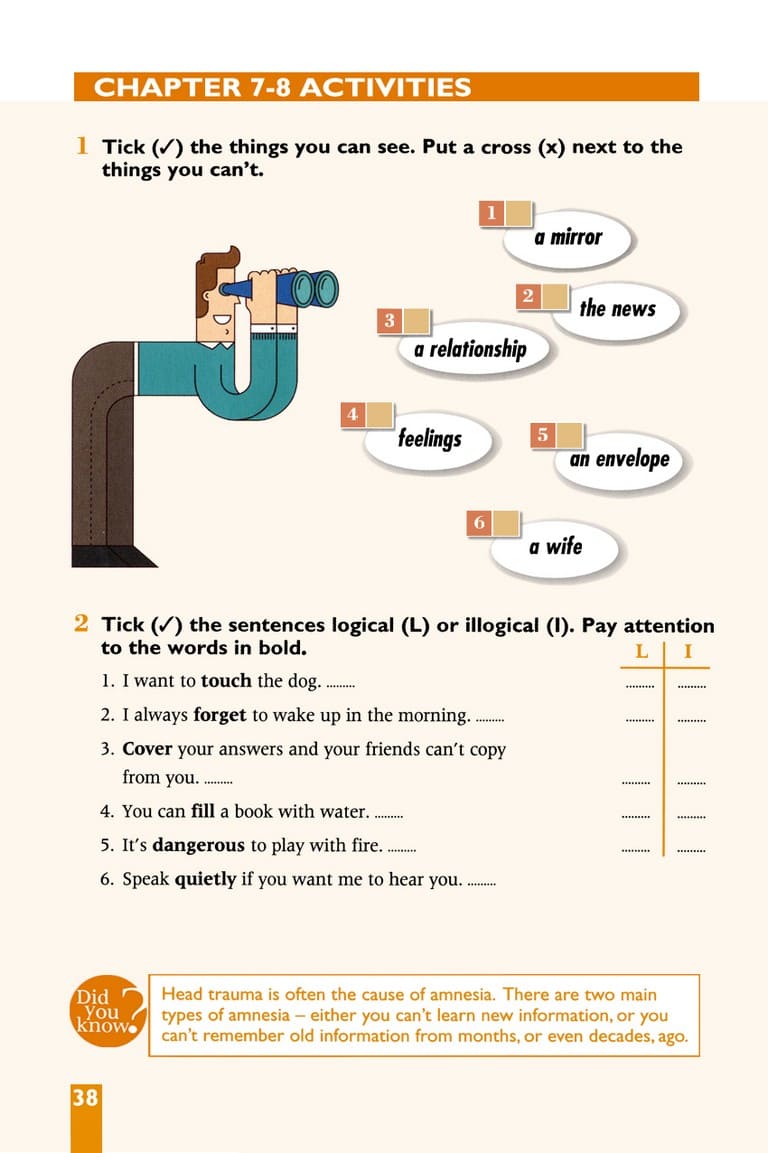 CHAPTER 7-8 ACTIVITIES
1 Tick (✓) the things you can see. Put a cross (x) next to the
things you can't.
1
a mirror
2
the news
3
a relationship
4
feelings
5
an envelope
6
a wife
2 Tick (✓) the sentences logical (L) or illogical (I). Pay attention
to the words in bold.
L I
1. I want to touch the dog. ......... ......... .........
2. I always forget to wake up in the morning. ......... ......... .........
3. Cover your answers and your friends can't copy
from you. ......... ......... .........
4. You can fill a book with water. ......... ......... .........
5. It's dangerous to play with fire. ......... ......... .........
6. Speak quietly if you want me to hear you. .........
Did
you
know?
Head trauma is often the cause of amnesia. There are two main
types of amnesia – either you can't learn new information, or you
can't remember old information from months, or even decades, ago.
38